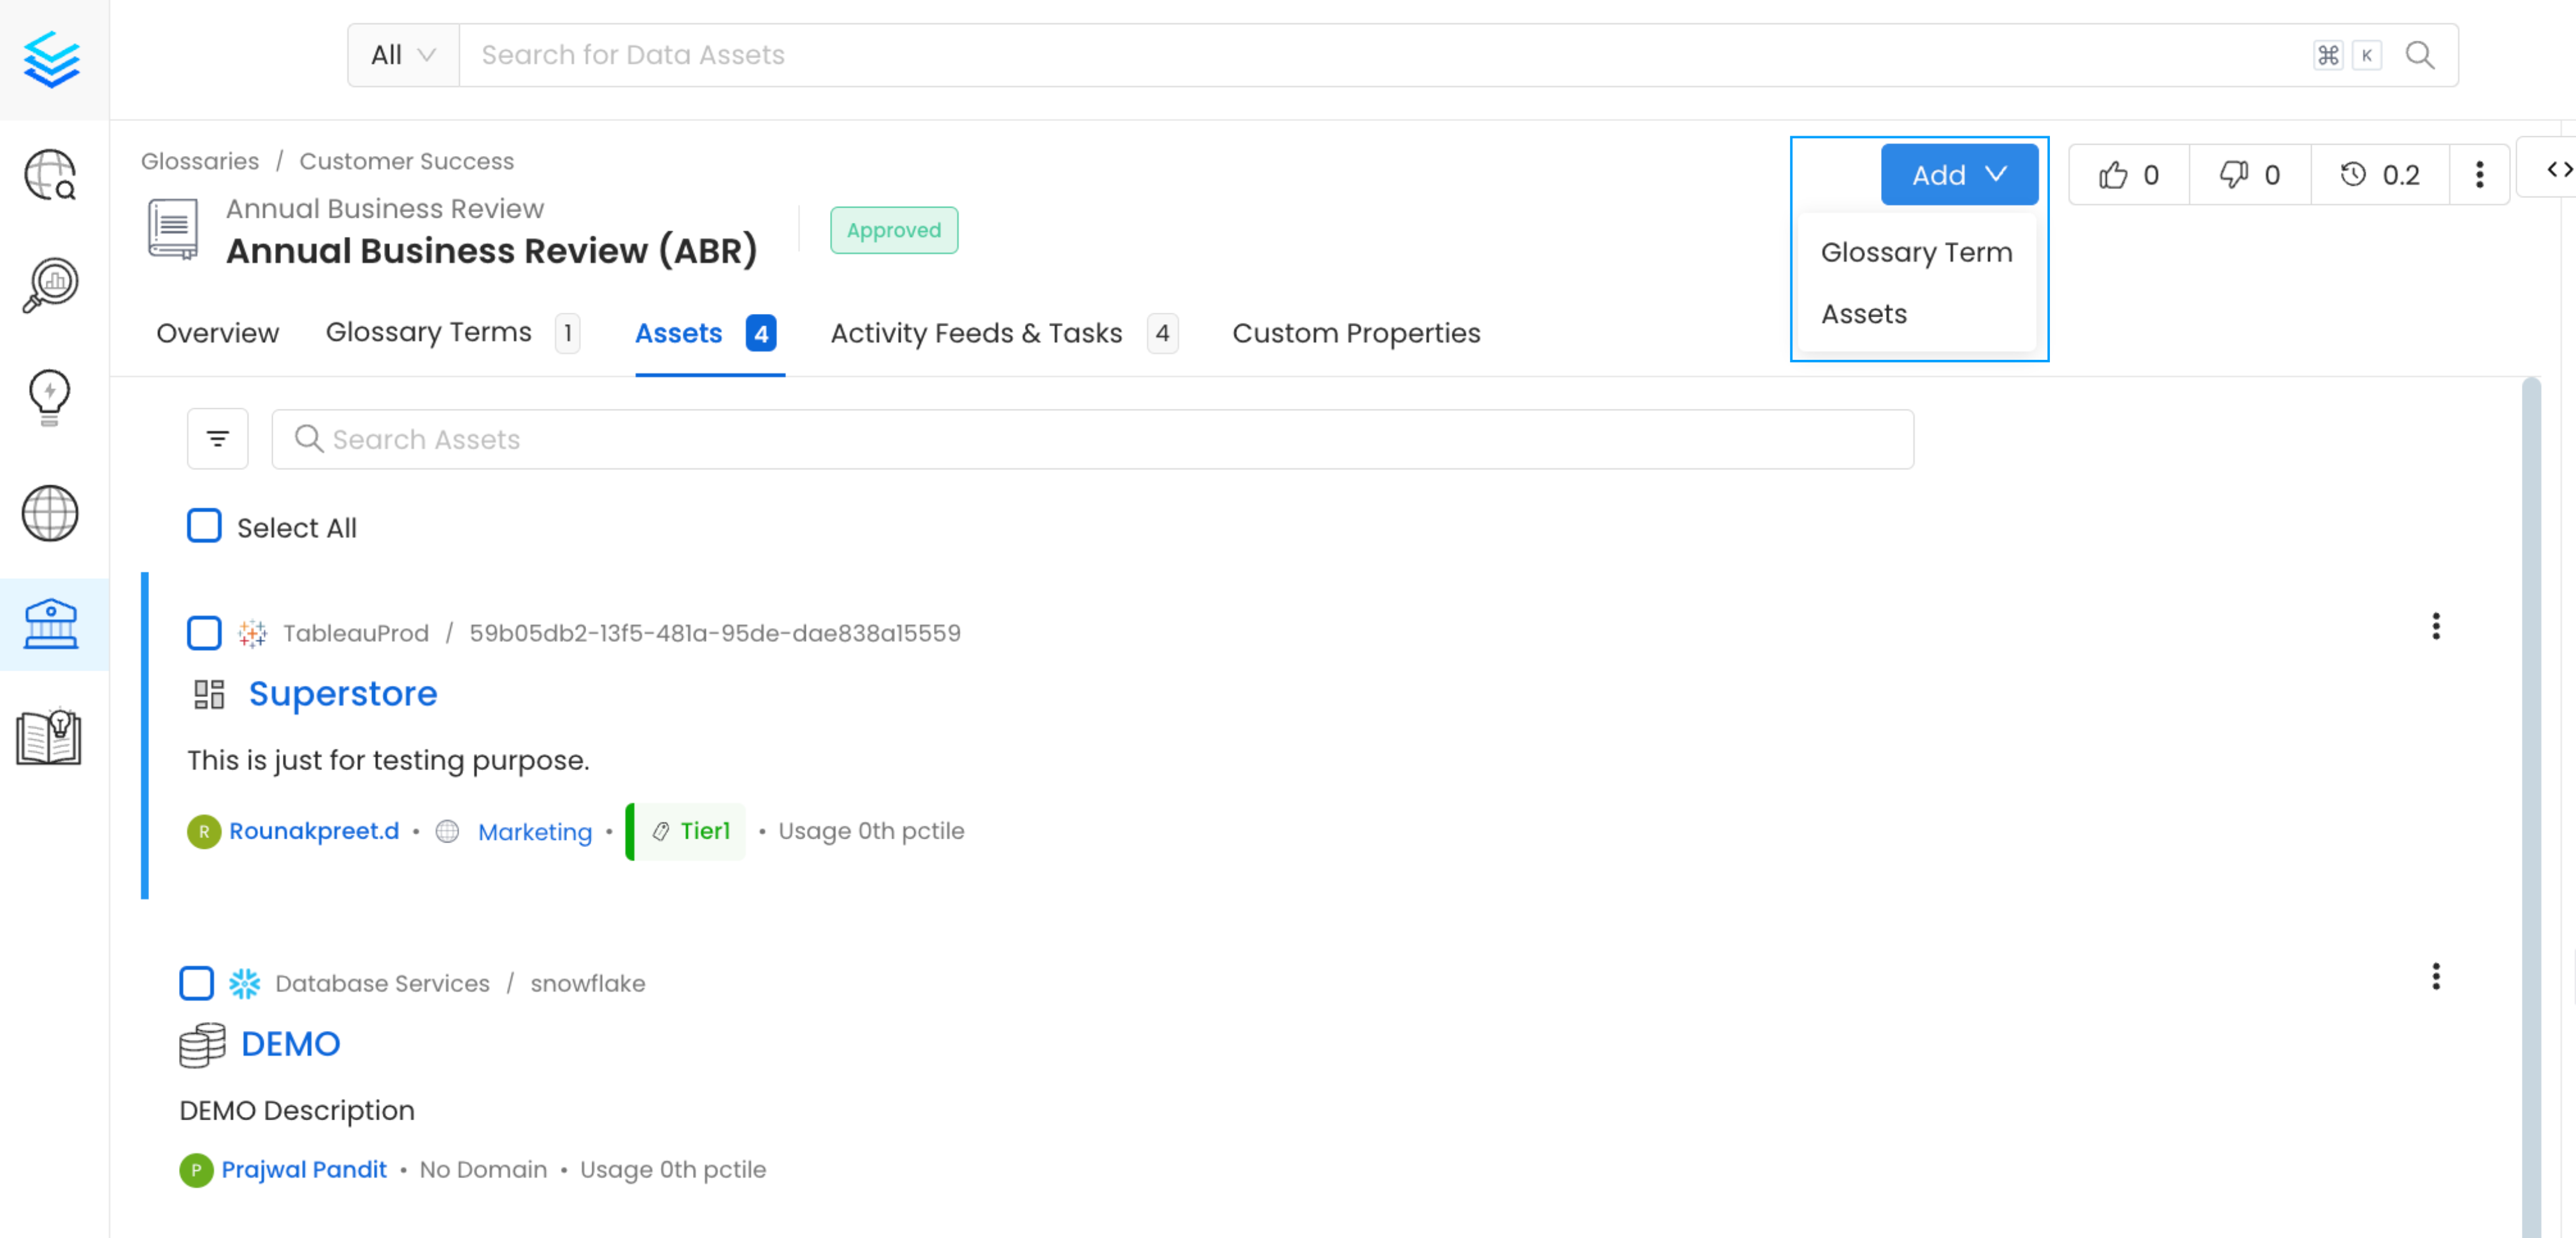 All Search for Data Assets ⌘ K
Glossaries / Customer Success
Annual Business Review
Annual Business Review (ABR)
Approved
Add 0 0 0.2
Glossary Term
Assets
Overview Glossary Terms 1 Assets 4 Activity Feeds & Tasks 4 Custom Properties
Search Assets
Select All
TableauProd / 59b05db2-13f5-481a-95de-dae838a15559
Superstore
This is just for testing purpose.
R Rounakpreet.d • Marketing • Tier1 • Usage 0th pctile
Database Services / snowflake
DEMO
DEMO Description
P Prajwal Pandit • No Domain • Usage 0th pctile